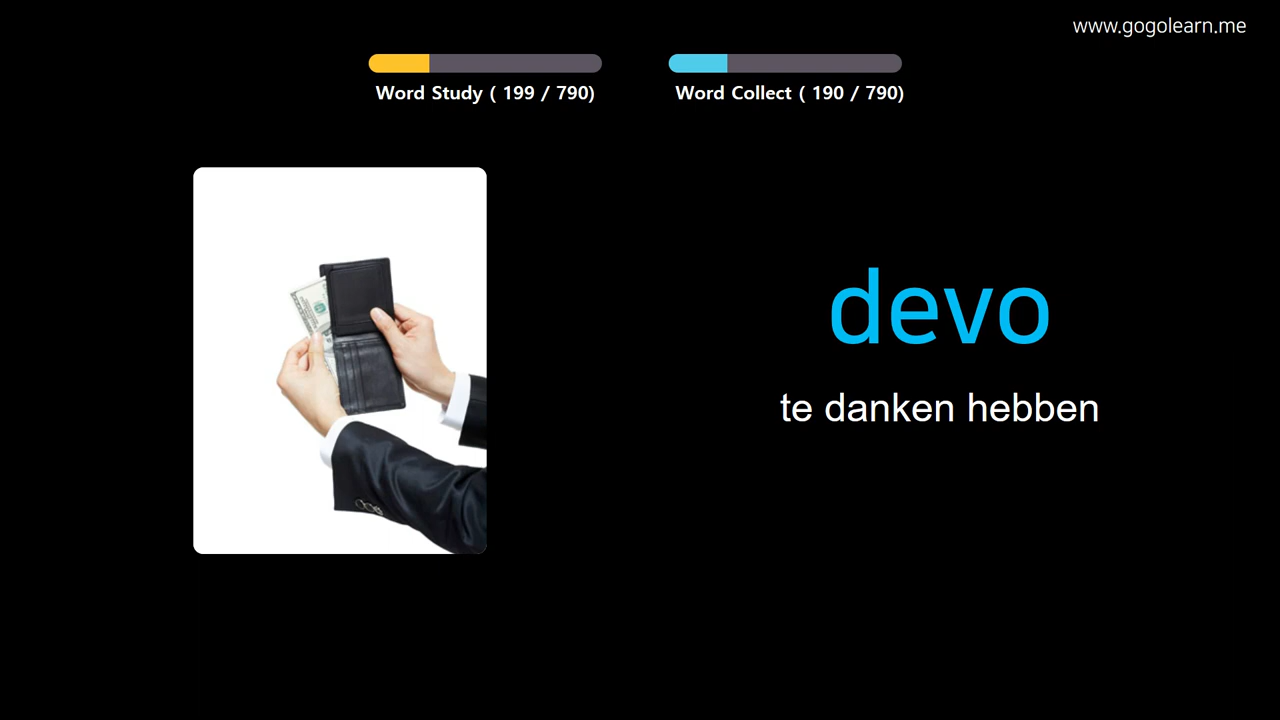 www.gogolearn.me
Word Study ( 199 / 790)
Word Collect ( 190 / 790)
devo
te danken hebben